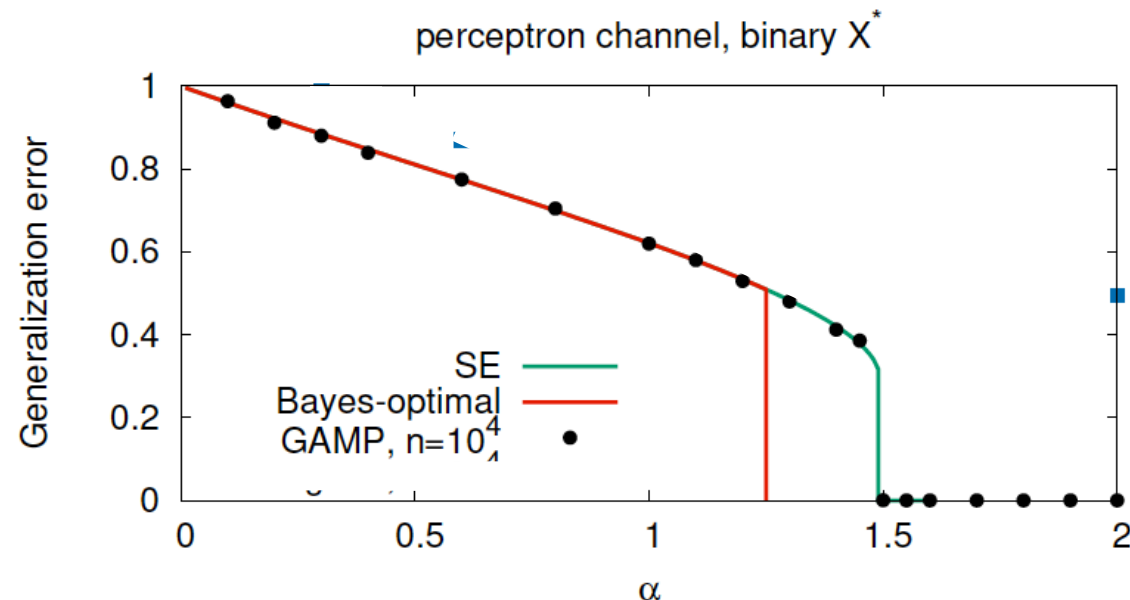 perceptron channel, binary X*
Generalization error
1
0.8
0.6
0.4
0.2
0
SE
Bayes-optimal
GAMP, n=10^4
0 0.5 1 1.5 2
α